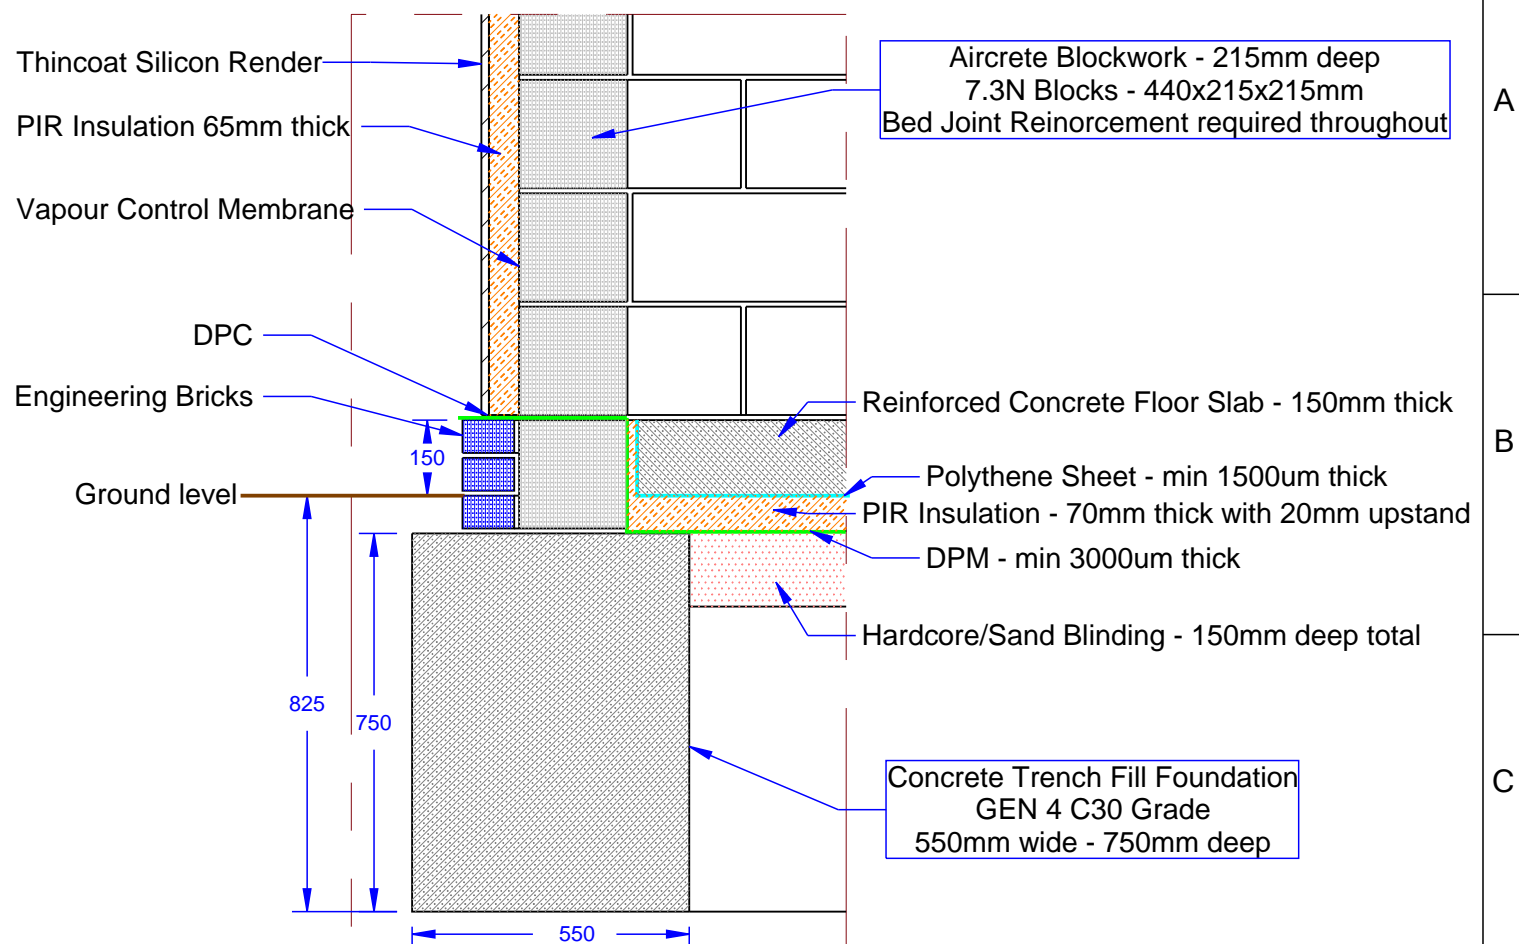 Thincoat Silicon Render
PIR Insulation 65mm thick
Vapour Control Membrane
DPC
Engineering Bricks
150
Ground level
825
750
550
Aircrete Blockwork - 215mm deep
7.3N Blocks - 440x215x215mm
Bed Joint Reinorcement required throughout
Reinforced Concrete Floor Slab - 150mm thick
Polythene Sheet - min 1500um thick
PIR Insulation - 70mm thick with 20mm upstand
DPM - min 3000um thick
Hardcore/Sand Blinding - 150mm deep total
Concrete Trench Fill Foundation
GEN 4 C30 Grade
550mm wide - 750mm deep
A
B
C